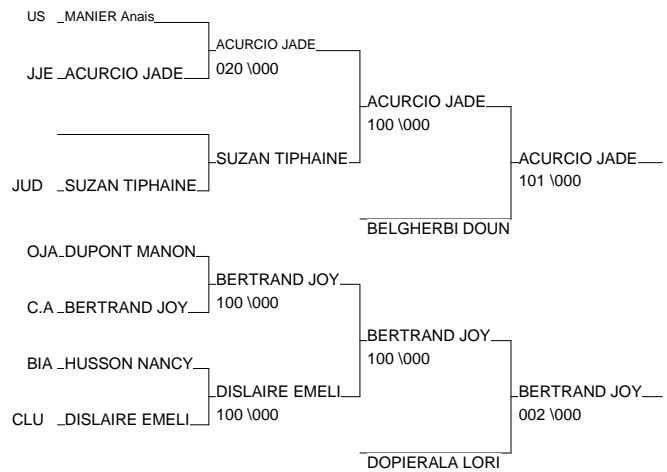 US MANIER Anais
ACURCIO JADE
JJE ACURCIO JADE 020 \000
ACURCIO JADE
100 \000
SUZAN TIPHAINE
ACURCIO JADE
101 \000
JUD SUZAN TIPHAINE
BELGHERBI DOUN
OJA DUPONT MANON
BERTRAND JOY
100 \000
C.A BERTRAND JOY
BERTRAND JOY
100 \000
BIA HUSSON NANCY
DISLAIRE EMELI
100 \000
BERTRAND JOY
002 \000
CLU DISLAIRE EMELI
DOPIERALA LORI